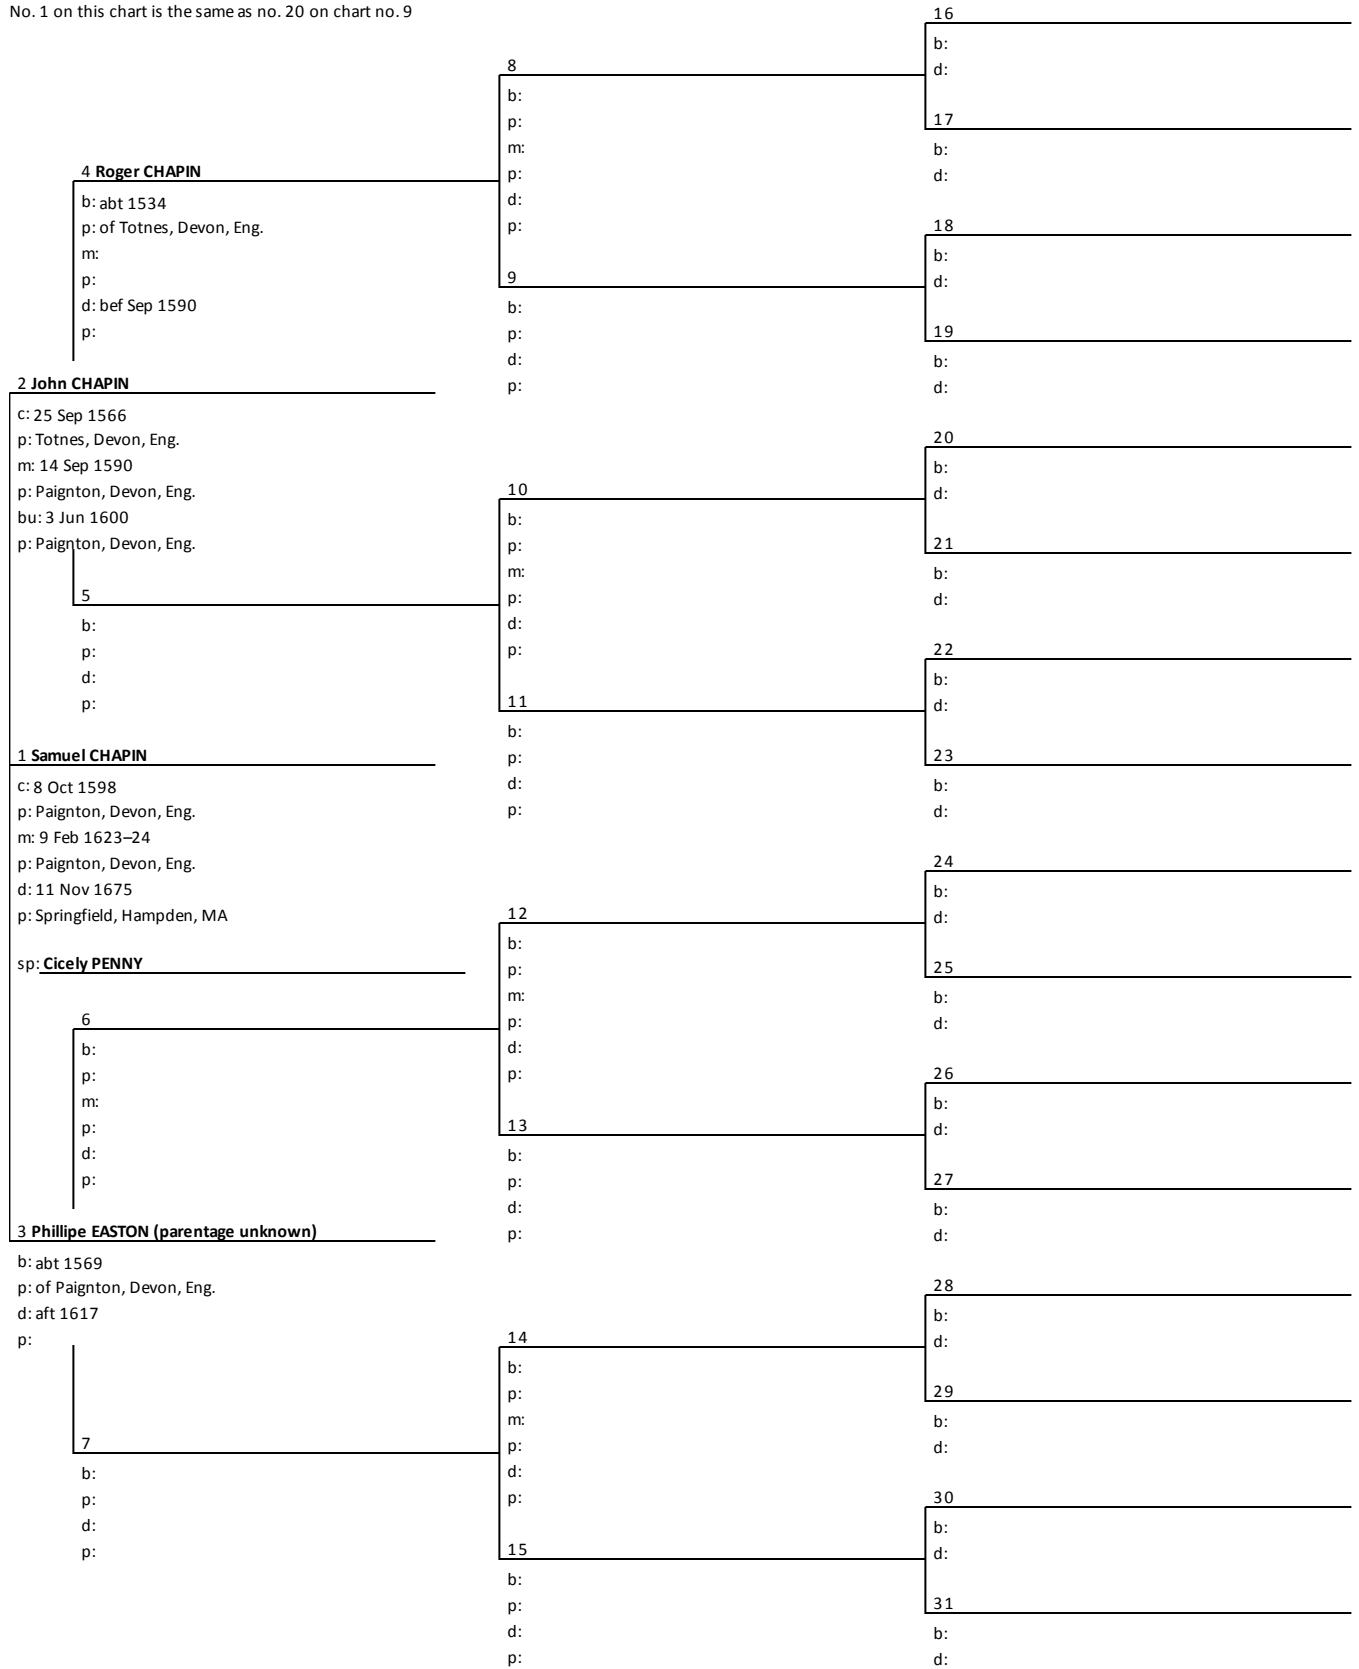 No. 1 on this chart is the same as no. 20 on chart no. 9
4 Roger CHAPIN
b: abt 1534
p: of Totnes, Devon, Eng.
m:
p:
d: bef Sep 1590
p:
2 John CHAPIN
c: 25 Sep 1566
p: Totnes, Devon, Eng.
m: 14 Sep 1590
p: Paignton, Devon, Eng.
bu: 3 Jun 1600
p: Paignton, Devon, Eng.
5
b:
p:
d:
p:
1 Samuel CHAPIN
c: 8 Oct 1598
p: Paignton, Devon, Eng.
m: 9 Feb 1623–24
p: Paignton, Devon, Eng.
d: 11 Nov 1675
p: Springfield, Hampden, MA
sp: Cicely PENNY
6
b:
p:
m:
p:
d:
p:
3 Phillipe EASTON (parentage unknown)
b: abt 1569
p: of Paignton, Devon, Eng.
d: aft 1617
p:
7
b:
p:
d:
p:
8
b:
p:
m:
p:
d:
p:
9
b:
p:
d:
p:
10
b:
p:
m:
p:
d:
p:
11
b:
p:
d:
p:
12
b:
p:
m:
p:
d:
p:
13
b:
p:
d:
p:
14
b:
p:
m:
p:
d:
p:
15
b:
p:
d:
p:
16
b:
d:
17
b:
d:
18
b:
d:
19
b:
d:
20
b:
d:
21
b:
d:
22
b:
d:
23
b:
d:
24
b:
d:
25
b:
d:
26
b:
d:
27
b:
d:
28
b:
d:
29
b:
d:
30
b:
d:
31
b:
d: